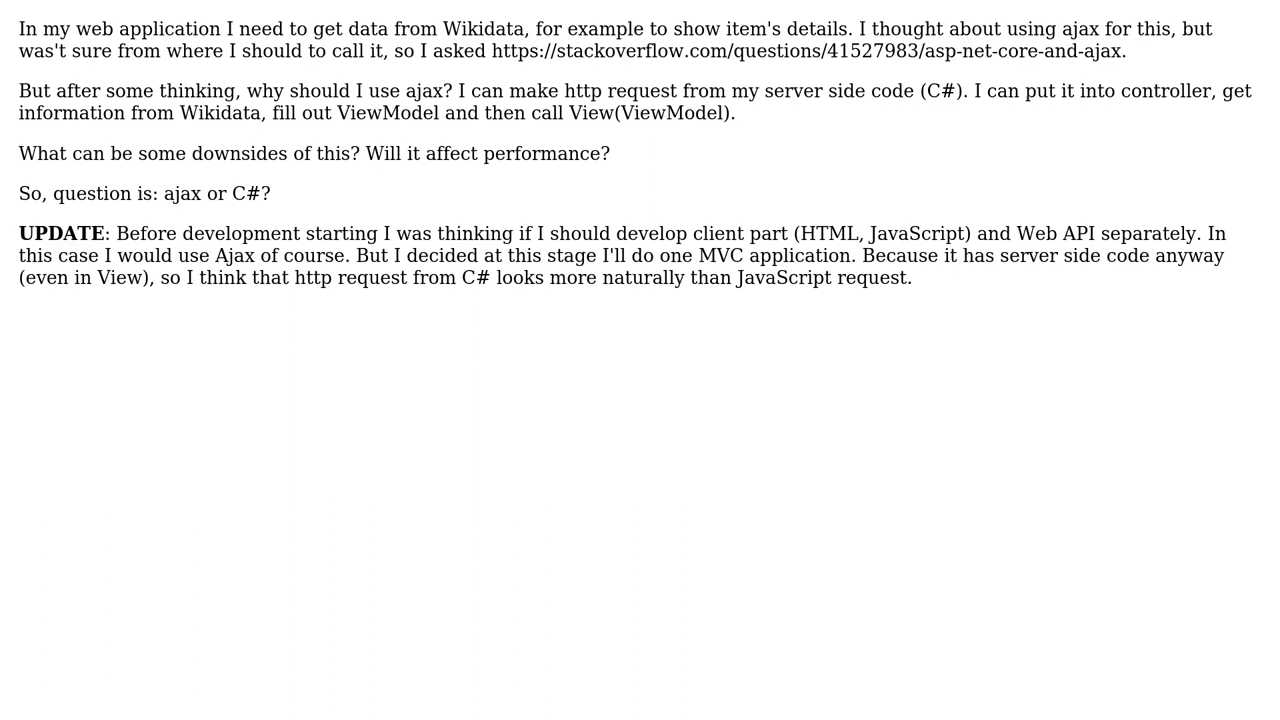 In my web application I need to get data from Wikidata, for example to show item's details. I thought about using ajax for this, but
was't sure from where I should to call it, so I asked https://stackoverflow.com/questions/41527983/asp-net-core-and-ajax.
But after some thinking, why should I use ajax? I can make http request from my server side code (C#). I can put it into controller, get
information from Wikidata, fill out ViewModel and then call View(ViewModel).
What can be some downsides of this? Will it affect performance?
So, question is: ajax or C#?
UPDATE: Before development starting I was thinking if I should develop client part (HTML, JavaScript) and Web API separately. In
this case I would use Ajax of course. But I decided at this stage I'll do one MVC application. Because it has server side code anyway
(even in View), so I think that http request from C# looks more naturally than JavaScript request.